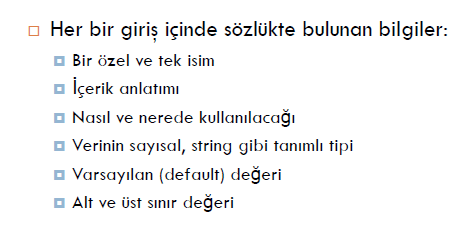 Her bir giriş içinde sözlükte bulunan bilgiler:
Bir özel ve tek isim
İçerik anlatımı
Nasıl ve nerede kullanılacağı
Verinin sayısal, string gibi tanımlı tipi
Varsayılan (default) değeri
Alt ve üst sınır değeri